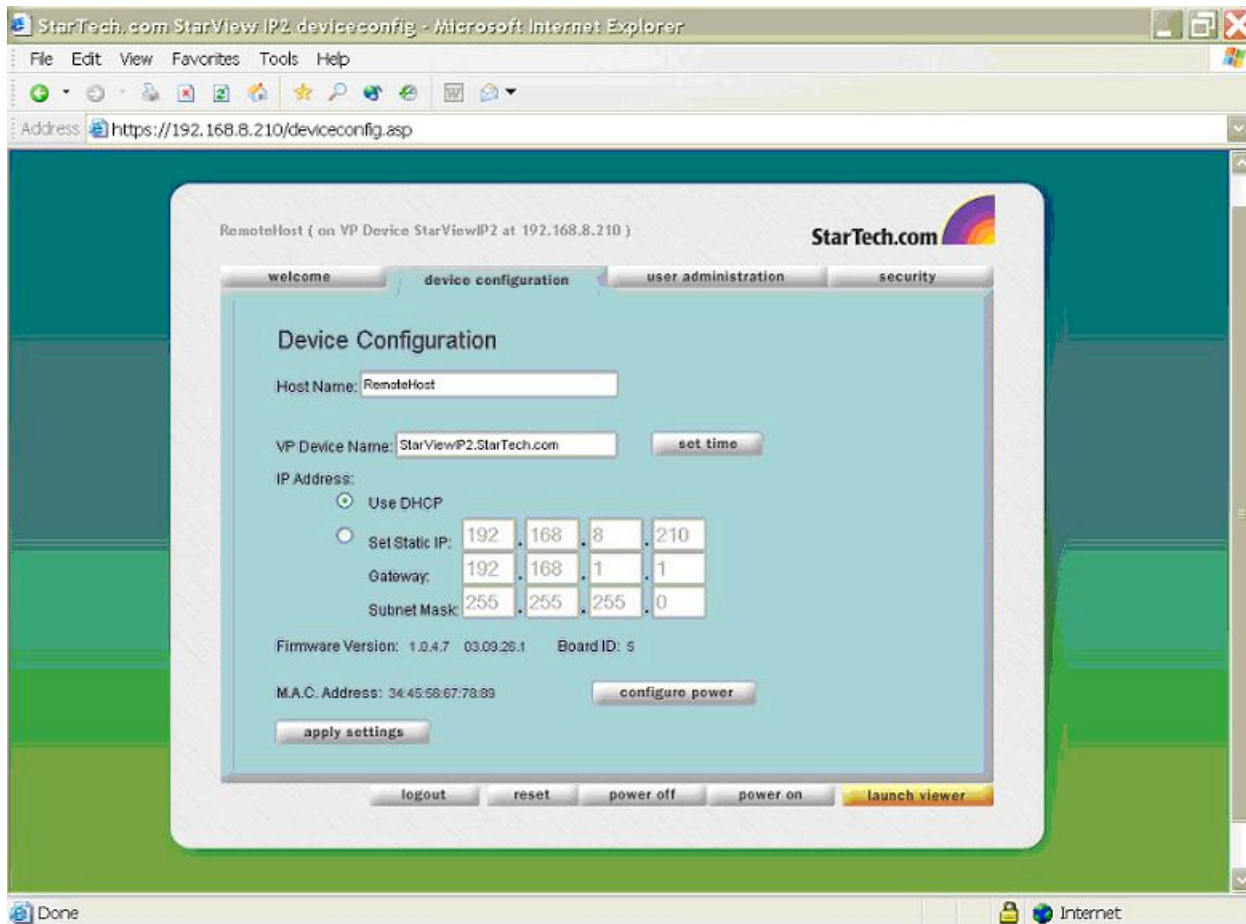 StarTech.com StarView IP2 deviceconfig - Microsoft Internet Explorer
File Edit View Favorites Tools Help
Address https://192.168.8.210/deviceconfig.asp
RemoteHost ( on VP Device StarViewIP2 at 192.168.8.210 )
StarTech.com
welcome device configuration user administration security
Device Configuration
Host Name: RemoteHost
VP Device Name: StarViewIP2.StarTech.com set time
IP Address:
Use DHCP
Set Static IP: 192 . 168 . 8 . 210
Gateway: 192 . 168 . 1 . 1
Subnet Mask: 255 . 255 . 255 . 0
Firmware Version: 1.0.4.7 03.09.26.1 Board ID: 5
M.A.C. Address: 34:45:56:67:78:89 configure power
apply settings
logout reset power off power on launch viewer
Done Internet